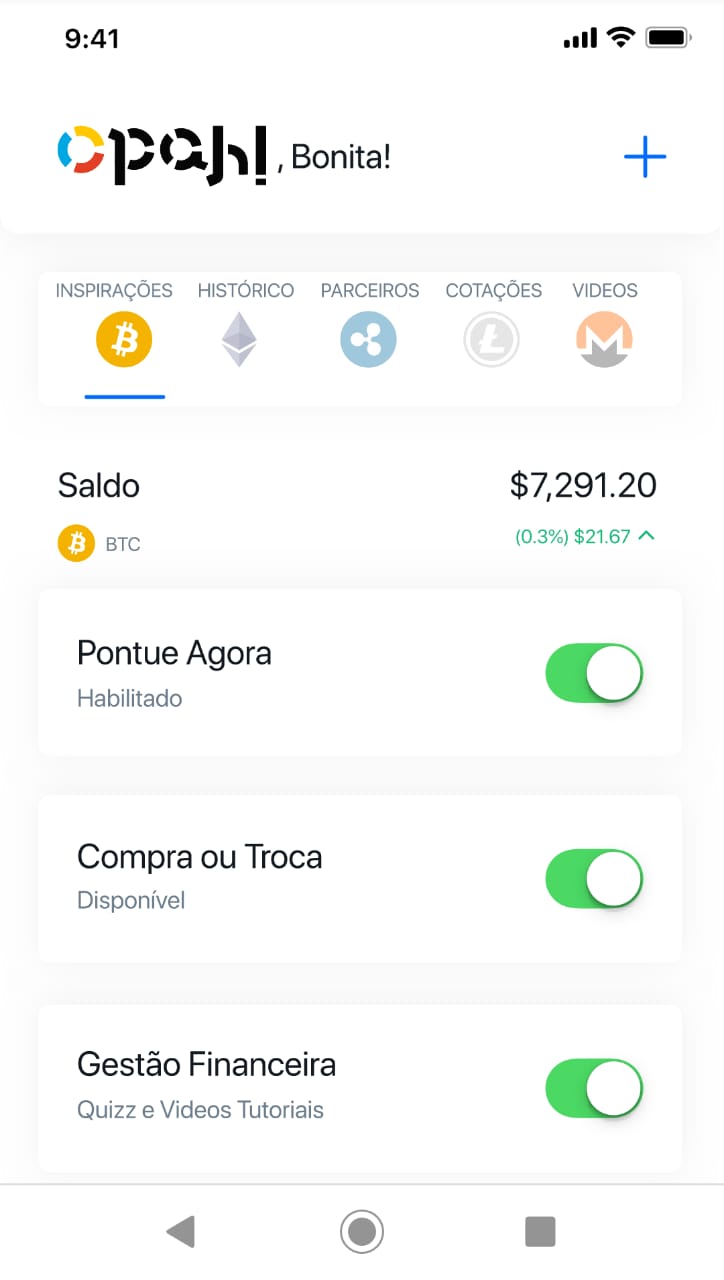 9:41
opah!, Bonita!
INSPIRAÇÕES HISTÓRICO PARCEIROS COTAÇÕES VIDEOS
Saldo $7,291.20
BTC (0.3%) $21.67
Pontue Agora
Habilitado
Compra ou Troca
Disponível
Gestão Financeira
Quizz e Videos Tutoriais